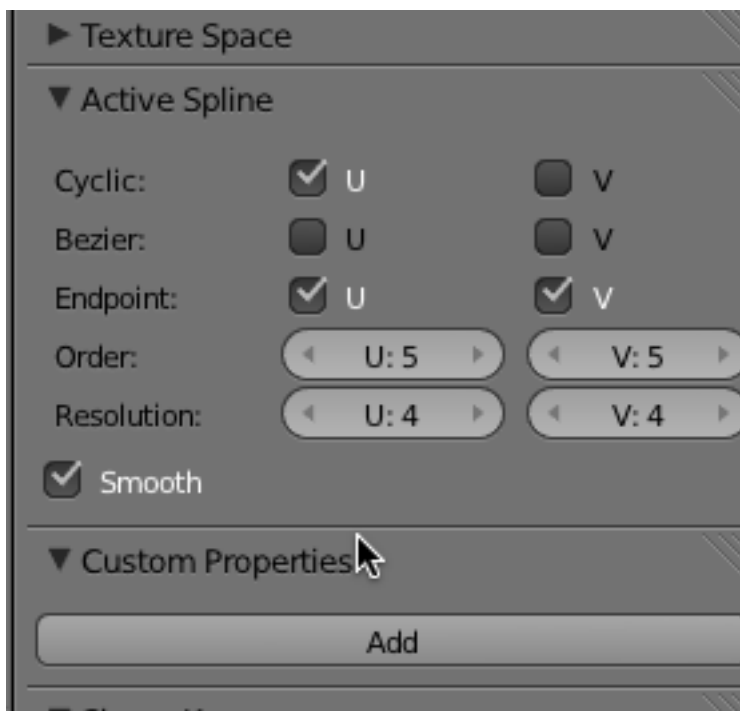 Texture Space
Active Spline
Cyclic: U V
Bezier: U V
Endpoint: U V
Order: U: 5 V: 5
Resolution: U: 4 V: 4
Smooth
Custom Properties
Add